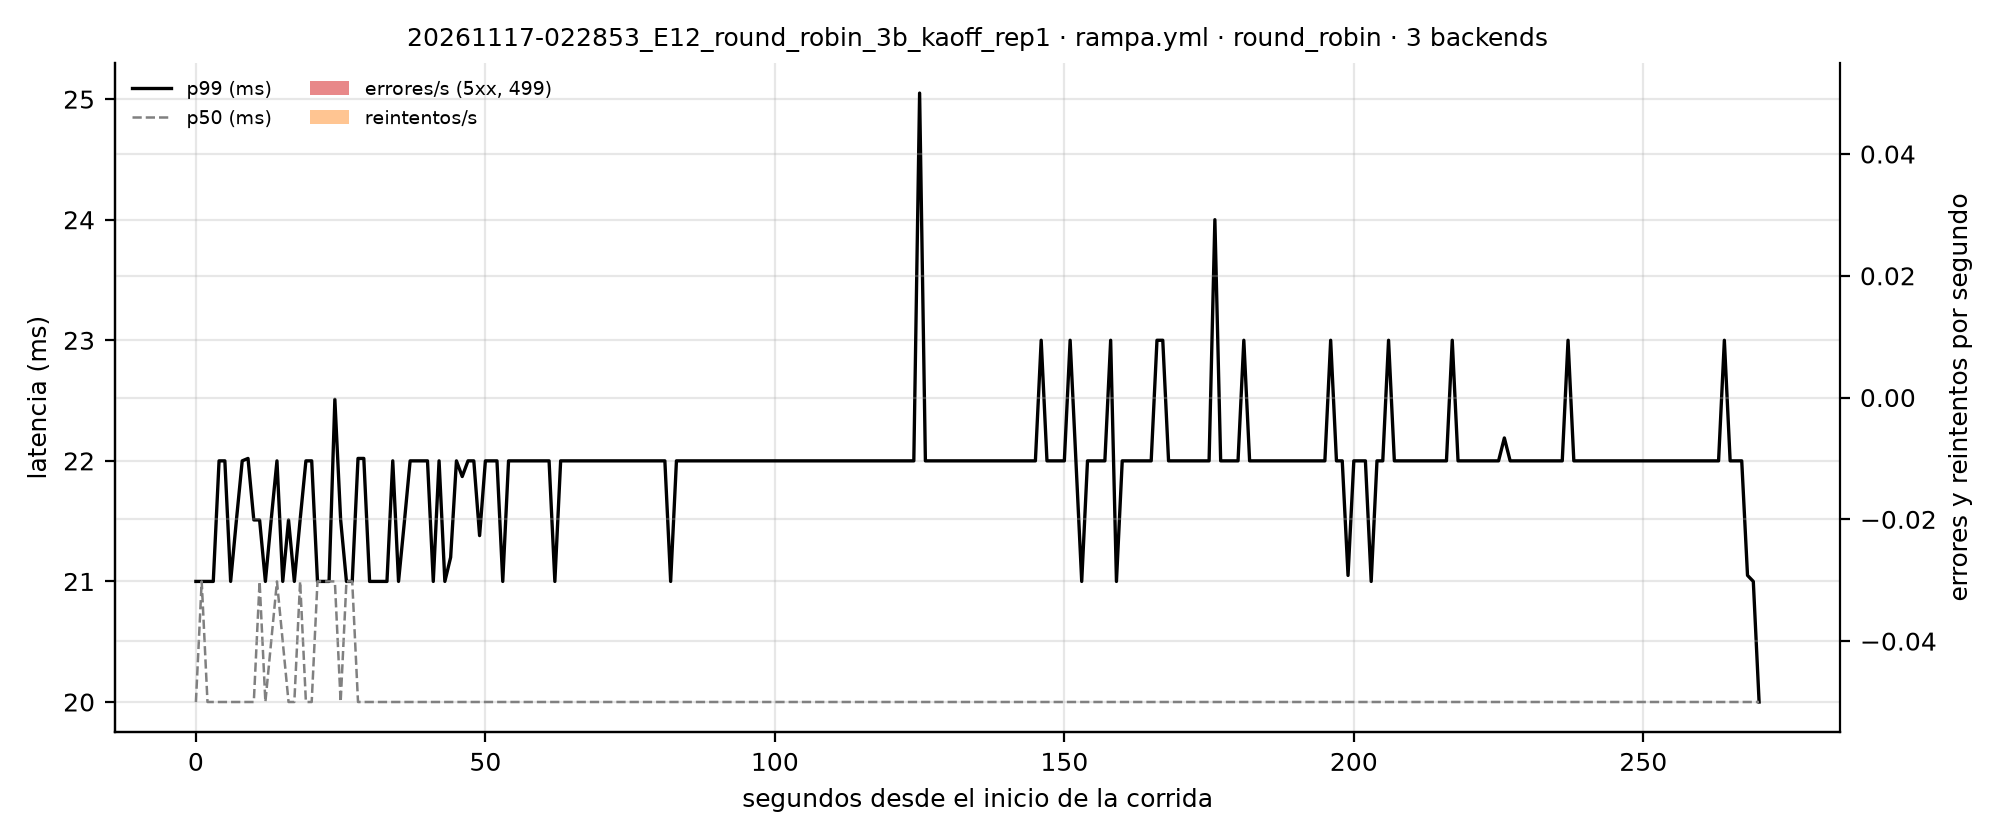 20261117-022853_E12_round_robin_3b_kaoff_rep1 · rampa.yml · round_robin · 3 backends
p99 (ms)
p50 (ms)
errores/s (5xx, 499)
reintentos/s
latencia (ms)
25
24
23
22
21
20
0.04
0.02
0.00
−0.02
−0.04
errores y reintentos por segundo
0
50
100
150
200
250
segundos desde el inicio de la corrida